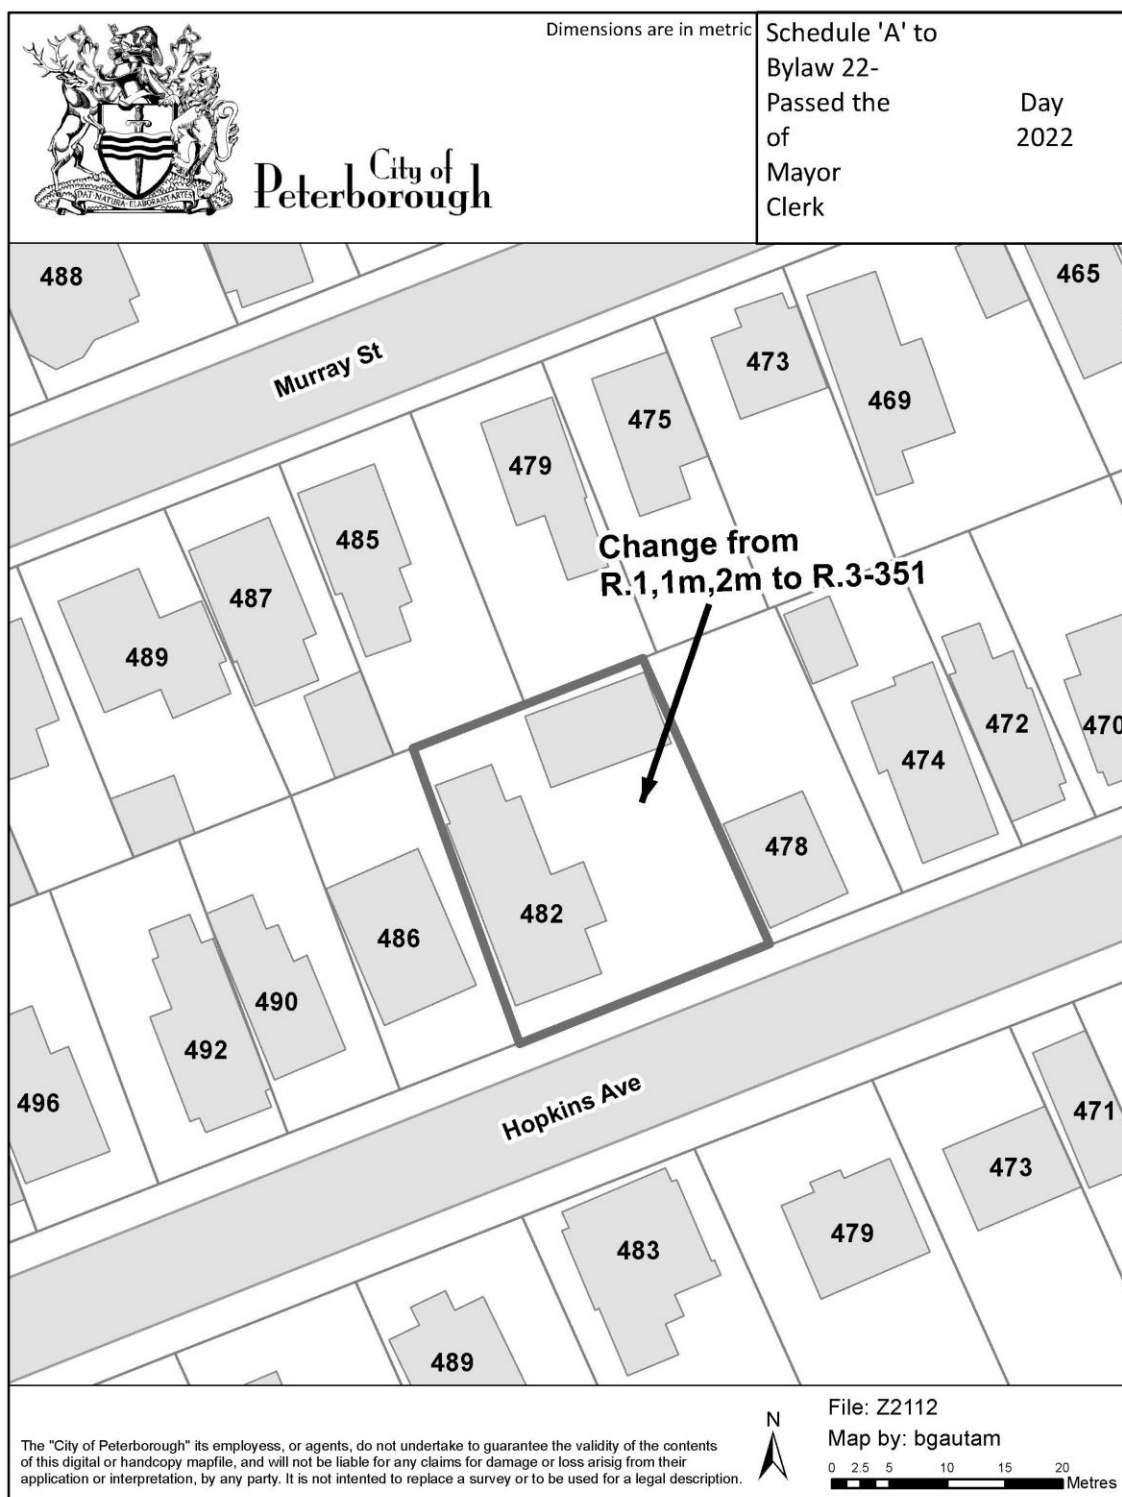 Dimensions are in metric
Schedule 'A' to
Bylaw 22-
Passed the Day
of 2022
Mayor
Clerk
DAT·NATURA·ELABORANT·ARTES
City of
Peterborough
488
465
Murray St
473
469
475
479
485
Change from
R.1,1m,2m to R.3-351
487
489
472
470
474
478
482
486
490
492
496
Hopkins Ave
471
473
479
483
489
The "City of Peterborough" its employess, or agents, do not undertake to guarantee the validity of the contents
of this digital or handcopy mapfile, and will not be liable for any claims for damage or loss arisig from their
application or interpretation, by any party. It is not intended to replace a survey or to be used for a legal description.
N
File: Z2112
Map by: bgautam
0 2.5 5 10 15 20
Metres